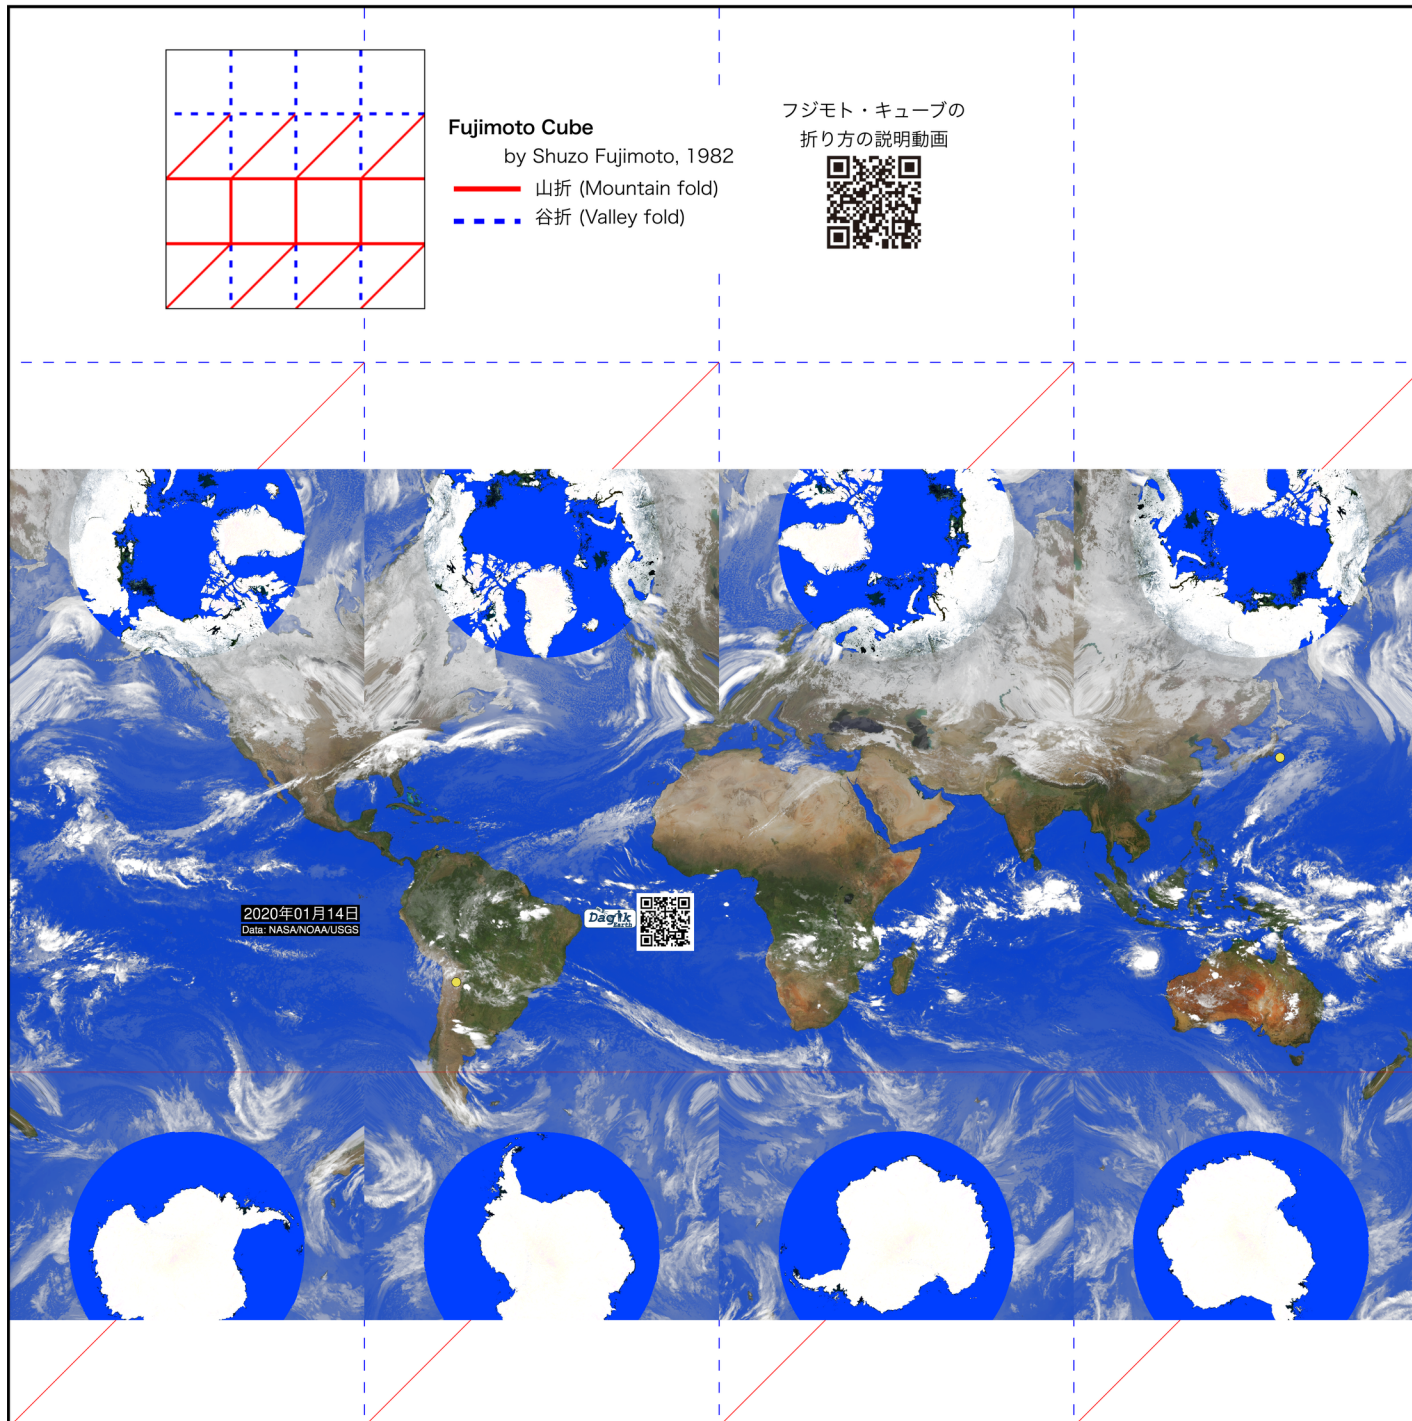 Fujimoto Cube
by Shuzo Fujimoto, 1982
山折 (Mountain fold)
谷折 (Valley fold)
フジモト・キューブの
折り方の説明動画
2020年01月14日
Data: NASA/NOAA/USGS
Dagik
Earth